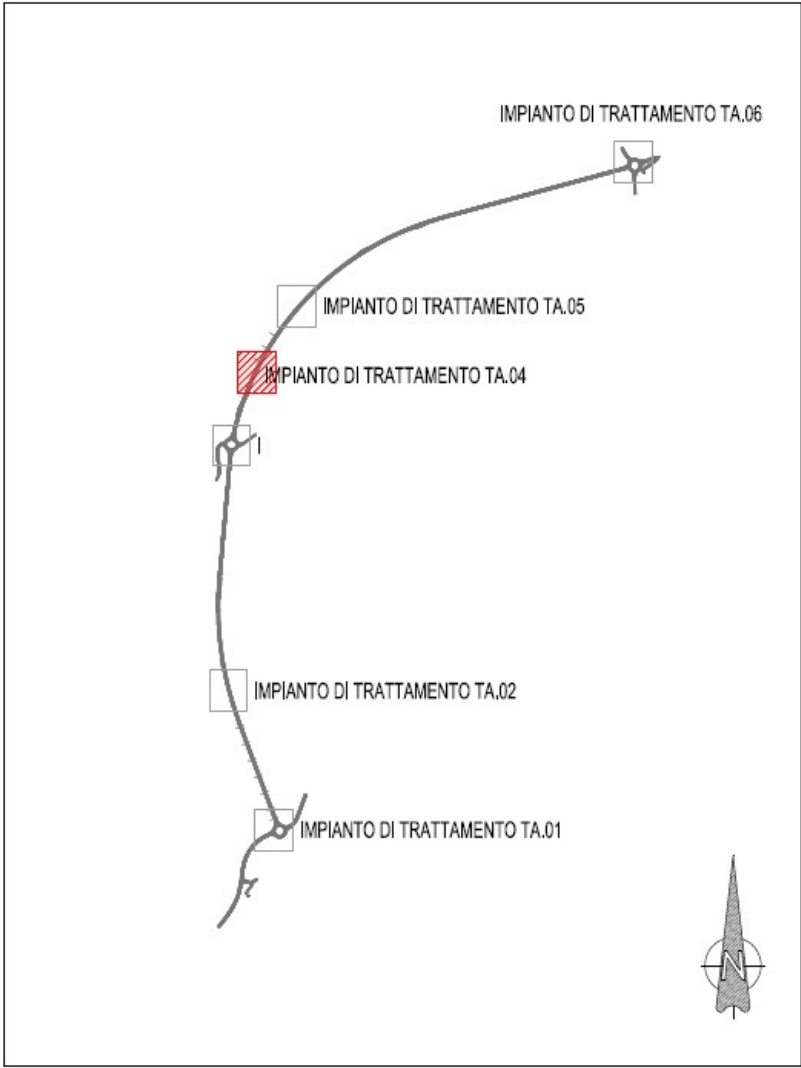 IMPIANTO DI TRATTAMENTO TA.06
IMPIANTO DI TRATTAMENTO TA.05
IMPIANTO DI TRATTAMENTO TA.04
I
IMPIANTO DI TRATTAMENTO TA.02
IMPIANTO DI TRATTAMENTO TA.01
N